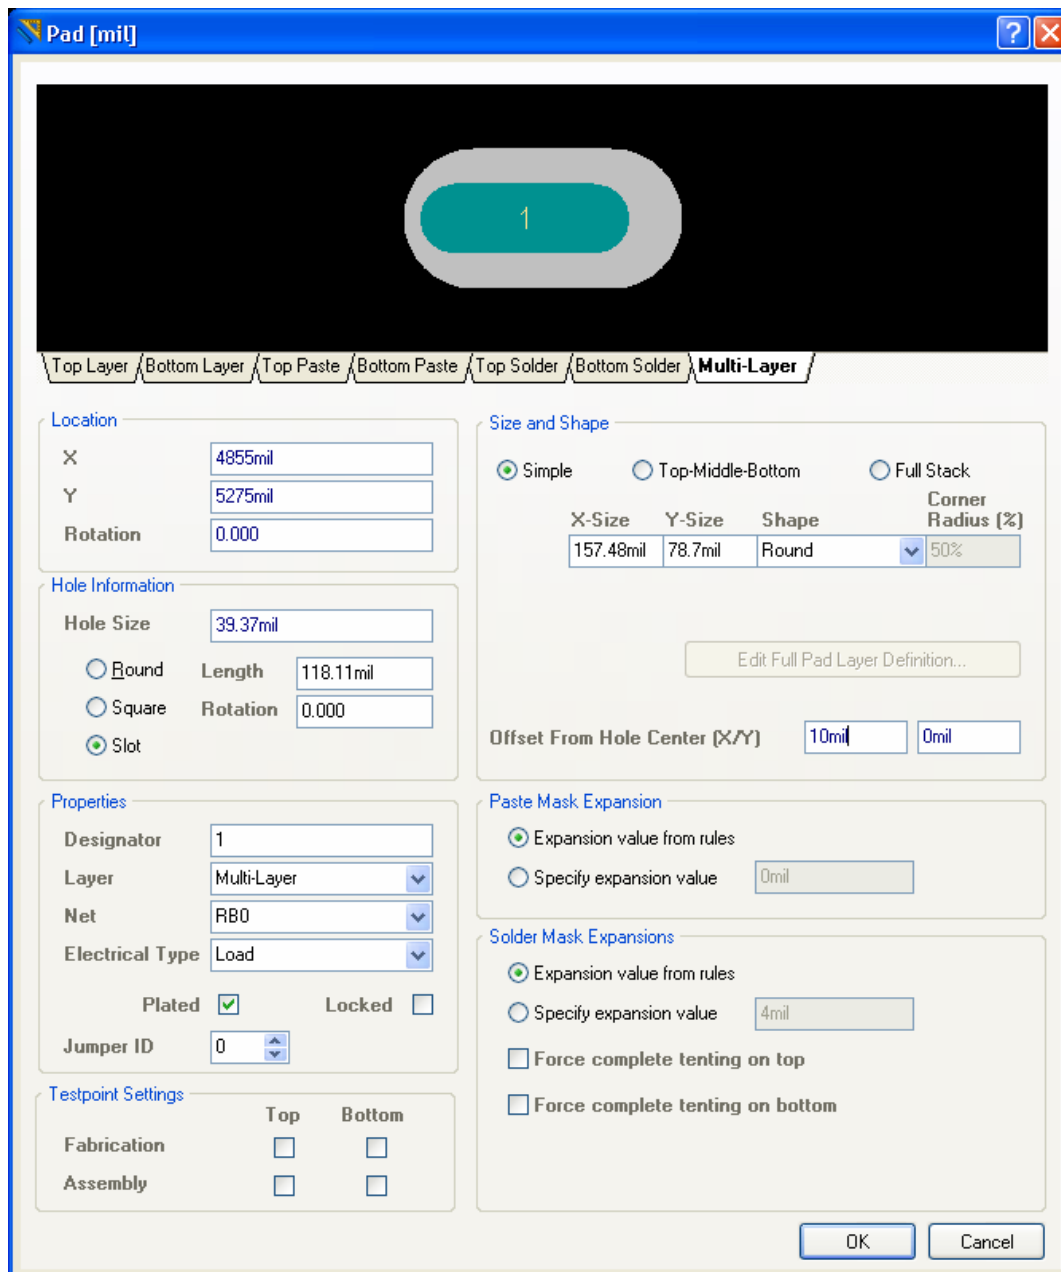 Pad [mil]
1
Top Layer Bottom Layer Top Paste Bottom Paste Top Solder Bottom Solder Multi-Layer
Location
X 4855mil
Y 5275mil
Rotation 0.000
Hole Information
Hole Size 39.37mil
Round Length 118.11mil
Square Rotation 0.000
Slot
Properties
Designator 1
Layer Multi-Layer
Net RB0
Electrical Type Load
Plated Locked
Jumper ID 0
Testpoint Settings
Top Bottom
Fabrication
Assembly
Size and Shape
Simple Top-Middle-Bottom Full Stack
X-Size Y-Size Shape Corner Radius (%)
157.48mil 78.7mil Round 50%
Edit Full Pad Layer Definition...
Offset From Hole Center (X/Y) 10mil 0mil
Paste Mask Expansion
Expansion value from rules
Specify expansion value 0mil
Solder Mask Expansions
Expansion value from rules
Specify expansion value 4mil
Force complete tenting on top
Force complete tenting on bottom
OK Cancel